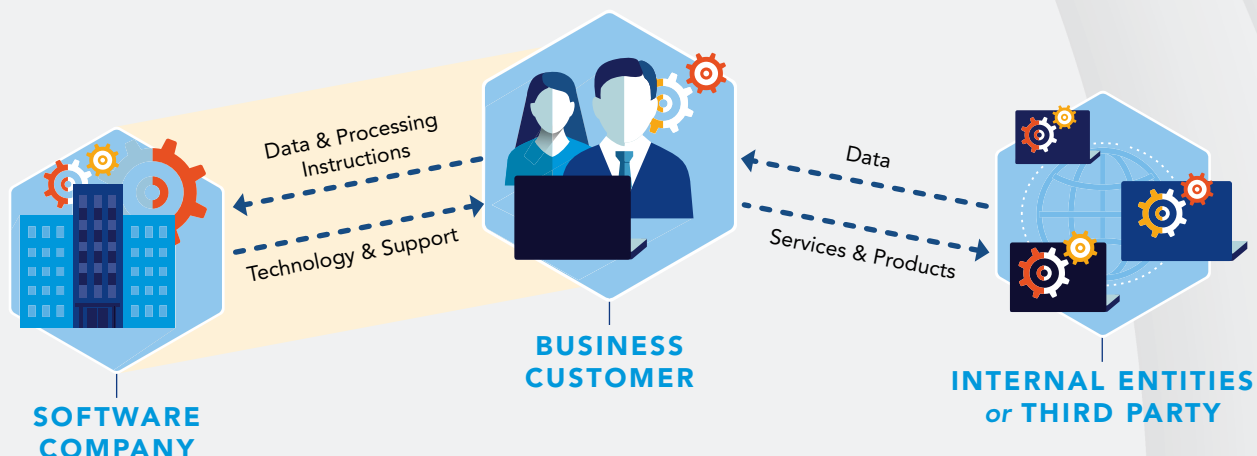 Data & Processing
Instructions
Technology & Support
Data
Services & Products
SOFTWARE
COMPANY
BUSINESS
CUSTOMER
INTERNAL ENTITIES
or THIRD PARTY